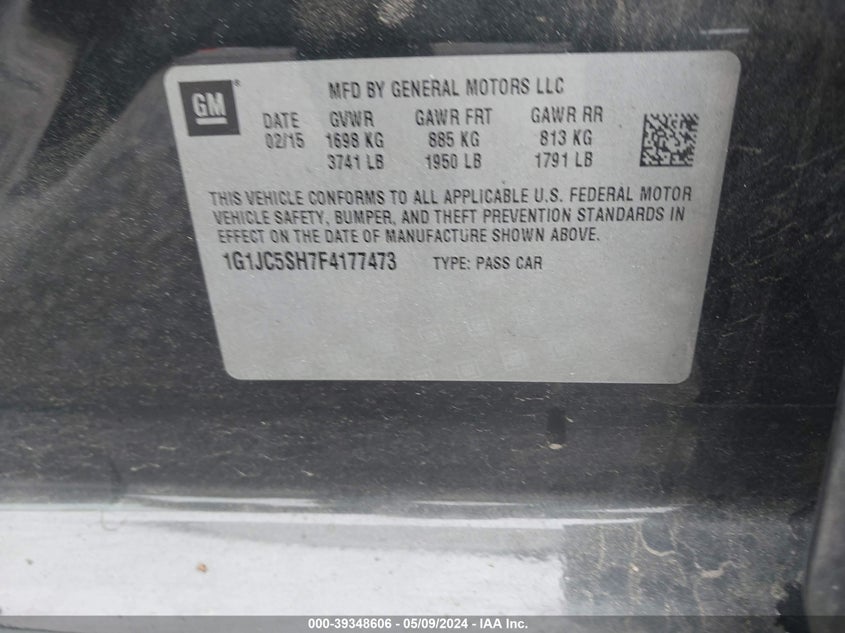 GM®
MFD BY GENERAL MOTORS LLC
DATE GVWR GAWR FRT GAWR RR
02/15 1698 KG 885 KG 813 KG
3741 LB 1950 LB 1791 LB
THIS VEHICLE CONFORMS TO ALL APPLICABLE U.S. FEDERAL MOTOR
VEHICLE SAFETY, BUMPER, AND THEFT PREVENTION STANDARDS IN
EFFECT ON THE DATE OF MANUFACTURE SHOWN ABOVE.
1G1JC5SH7F4177473 TYPE: PASS CAR
000-39348606 - 05/09/2024 - IAA Inc.